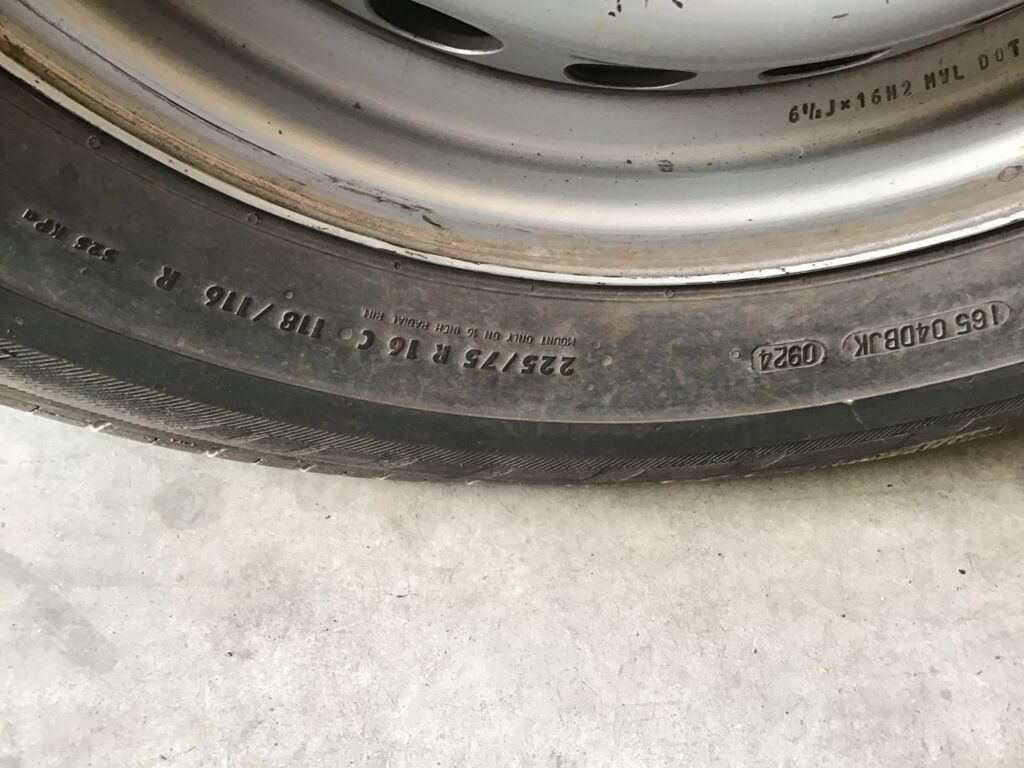 6½J×16H2 MWL DOT
165 04DBJK 0924
225/75 R 16 C 118/116 R 525 KPa
MOUNT ONLY ON 16 INCH RADIAL RIM.